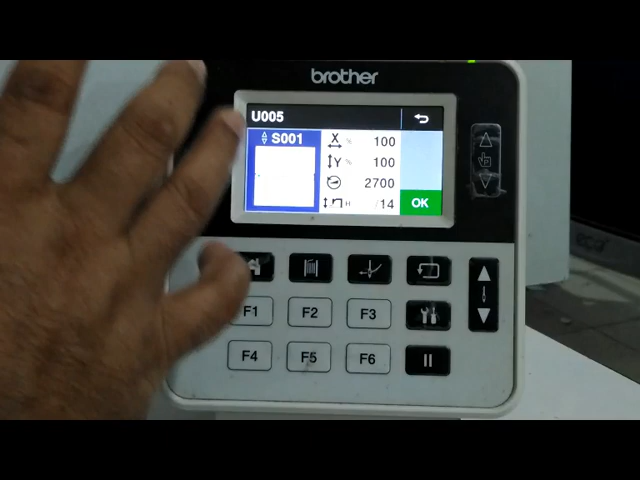 brother
U005
S001
X % 100
Y % 100
2700
H 14
OK
F1 F2 F3
F4 F5 F6